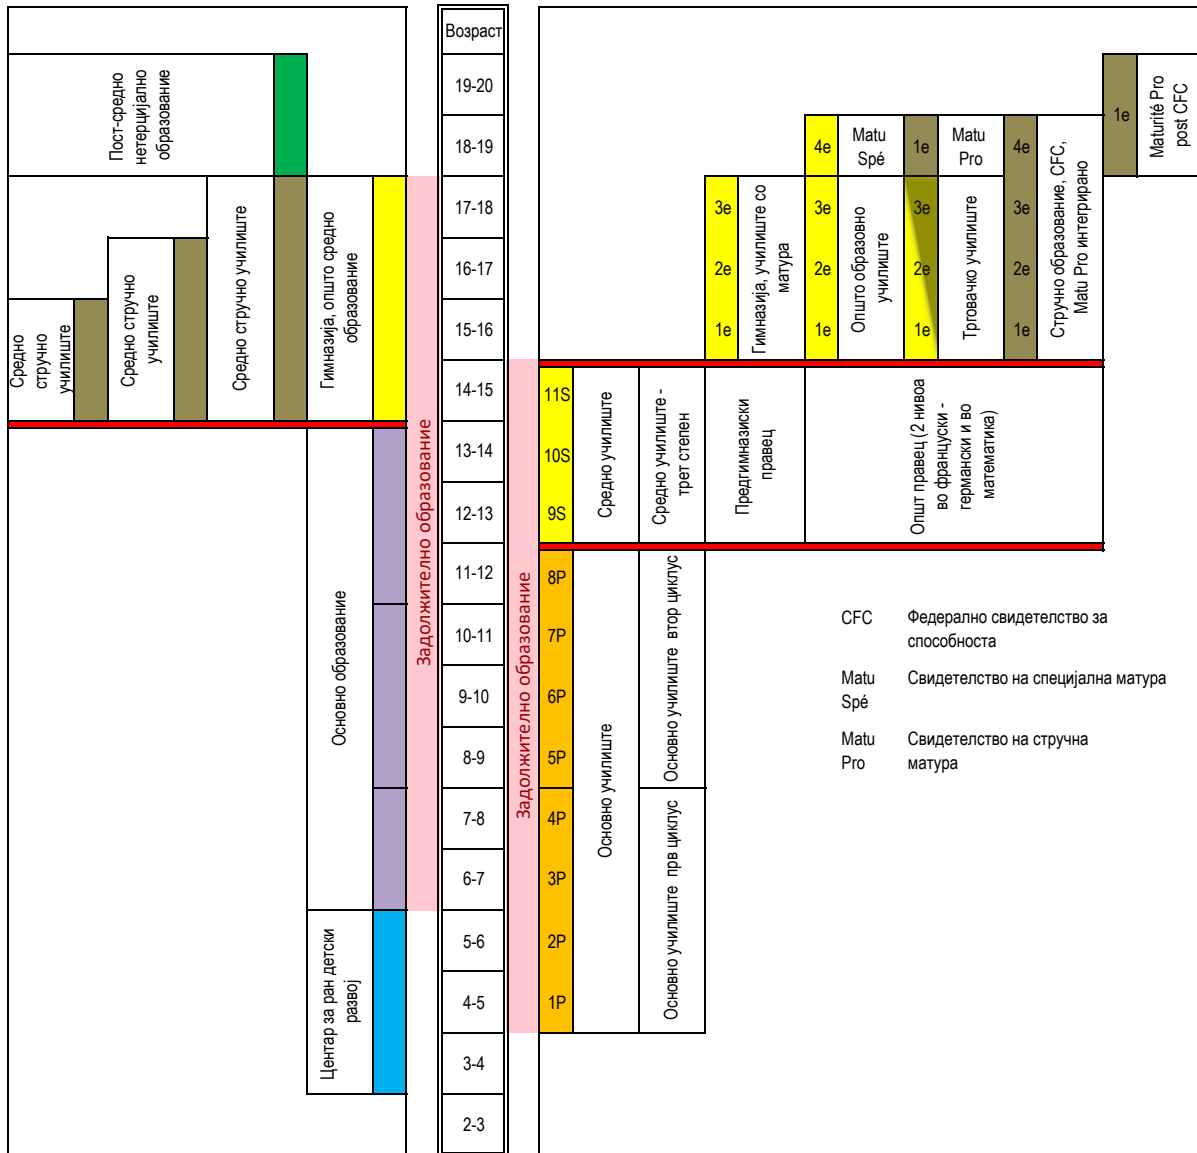 Возраст
19-20
18-19
17-18
16-17
15-16
14-15
13-14
12-13
11-12
10-11
9-10
8-9
7-8
6-7
5-6
4-5
3-4
2-3
Пост-средно
нетерцијално
образование
Средно
стручно
училиште
Средно стручно
училиште
Средно стручно училиште
Гимназија, општо средно
образование
Основно образование
Центар за ран детски
развој
Задолжително образование
Задолжително образование
1e
Maturité Pro
post CFC
4e
Matu
Spé
1e
Matu
Pro
4e
3e
2e
1e
Гимназија, училиште со
матура
3e
2e
1e
Општо образовно
училиште
3e
2e
1e
Трговачко училиште
3e
2e
1e
Стручно образование, CFC,
Matu Pro интегрирано
11S
10S
9S
Средно училиште
Средно училиште -
трет степен
Предгимназиски
правец
Општ правец (2 нивоа
во француски -
германски и во
математика)
8P
7P
6P
5P
4P
3P
2P
1P
Основно училиште
Основно училиште втор циклус
Основно училиште прв циклус
CFC Федерално свидетелство за
способноста
Matu Свидетелство на специјална матура
Spé
Matu Свидетелство на стручна
Pro матура